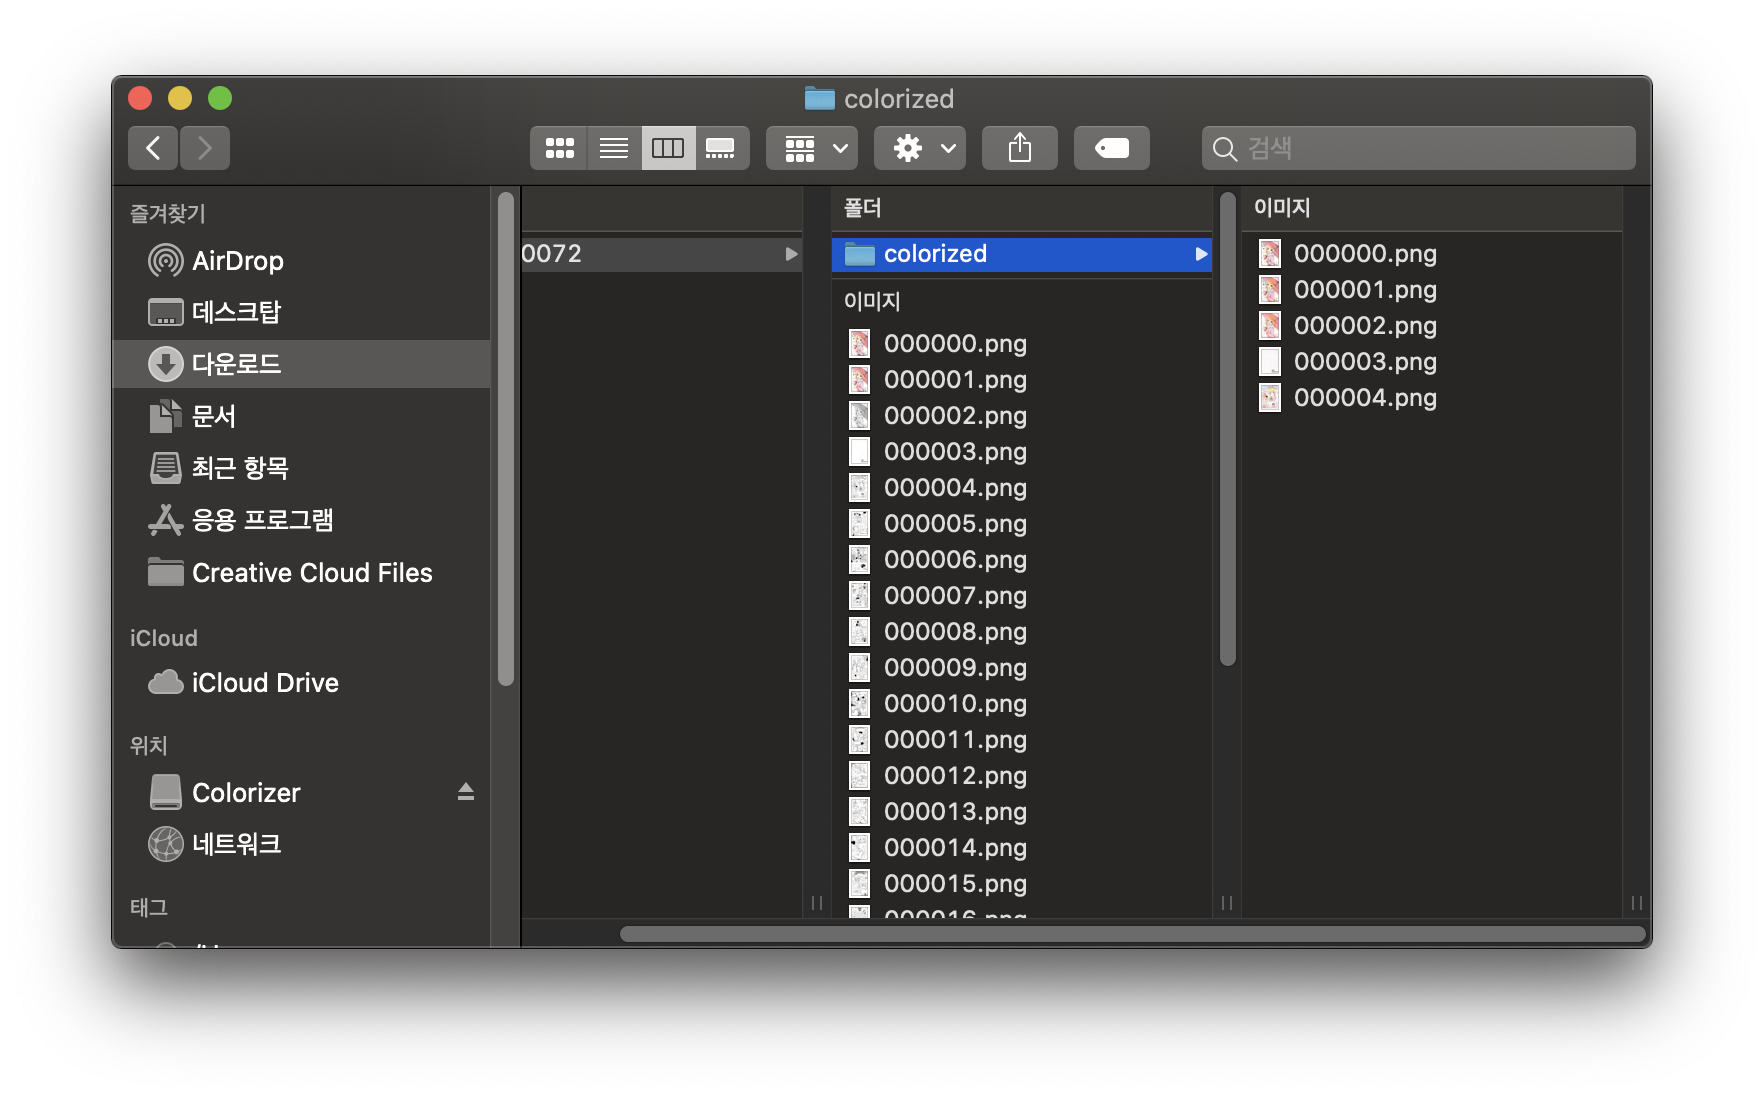 colorized
검색
즐겨찾기
AirDrop
데스크탑
다운로드
문서
최근 항목
응용 프로그램
Creative Cloud Files
iCloud
iCloud Drive
위치
Colorizer
네트워크
태그
0072
폴더
colorized
이미지
000000.png
000001.png
000002.png
000003.png
000004.png
000005.png
000006.png
000007.png
000008.png
000009.png
000010.png
000011.png
000012.png
000013.png
000014.png
000015.png
000016.png
이미지
000000.png
000001.png
000002.png
000003.png
000004.png